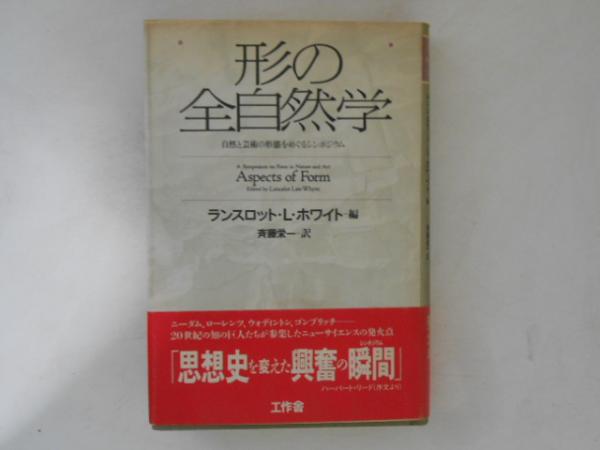 形の
全自然学
自然と芸術の形態をめぐるシンポジウム
A Symposium on Form in Nature and Art
Aspects of Form
Edited by Lancelot Law Whyte
ランスロット・L・ホワイト─編
斉藤栄一─訳
ニーダム、ローレンツ、ウォディントン、ゴンブリッチ──
20世紀の知の巨人たちが参集したニューサイエンスの発火点
シンポジウム
「思想史を変えた興奮の瞬間」
ハーバート・リード(序文より)
工作舎